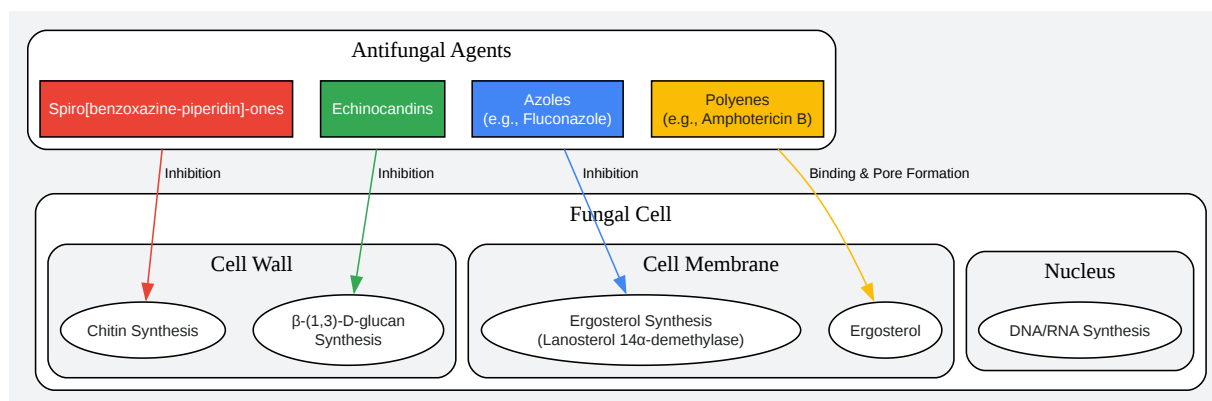 Antifungal Agents
Spiro[benzoxazine-piperidin]-ones
Echinocandins
Azoles
(e.g., Fluconazole)
Polyenes
(e.g., Amphotericin B)
Inhibition
Inhibition
Inhibition
Binding & Pore Formation
Fungal Cell
Cell Wall
Cell Membrane
Nucleus
Chitin Synthesis
β-(1,3)-D-glucan
Synthesis
Ergosterol Synthesis
(Lanosterol 14α-demethylase)
Ergosterol
DNA/RNA Synthesis